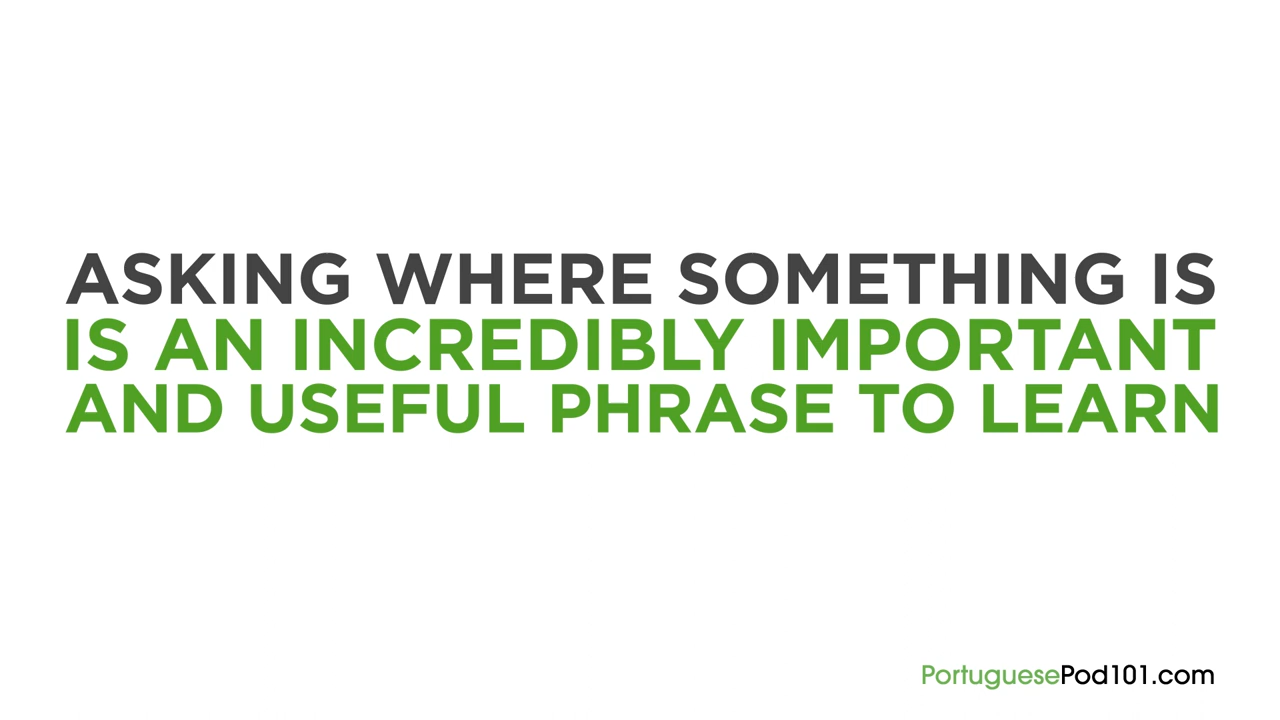 ASKING WHERE SOMETHING IS
IS AN INCREDIBLY IMPORTANT
AND USEFUL PHRASE TO LEARN
PortuguesePod101.com